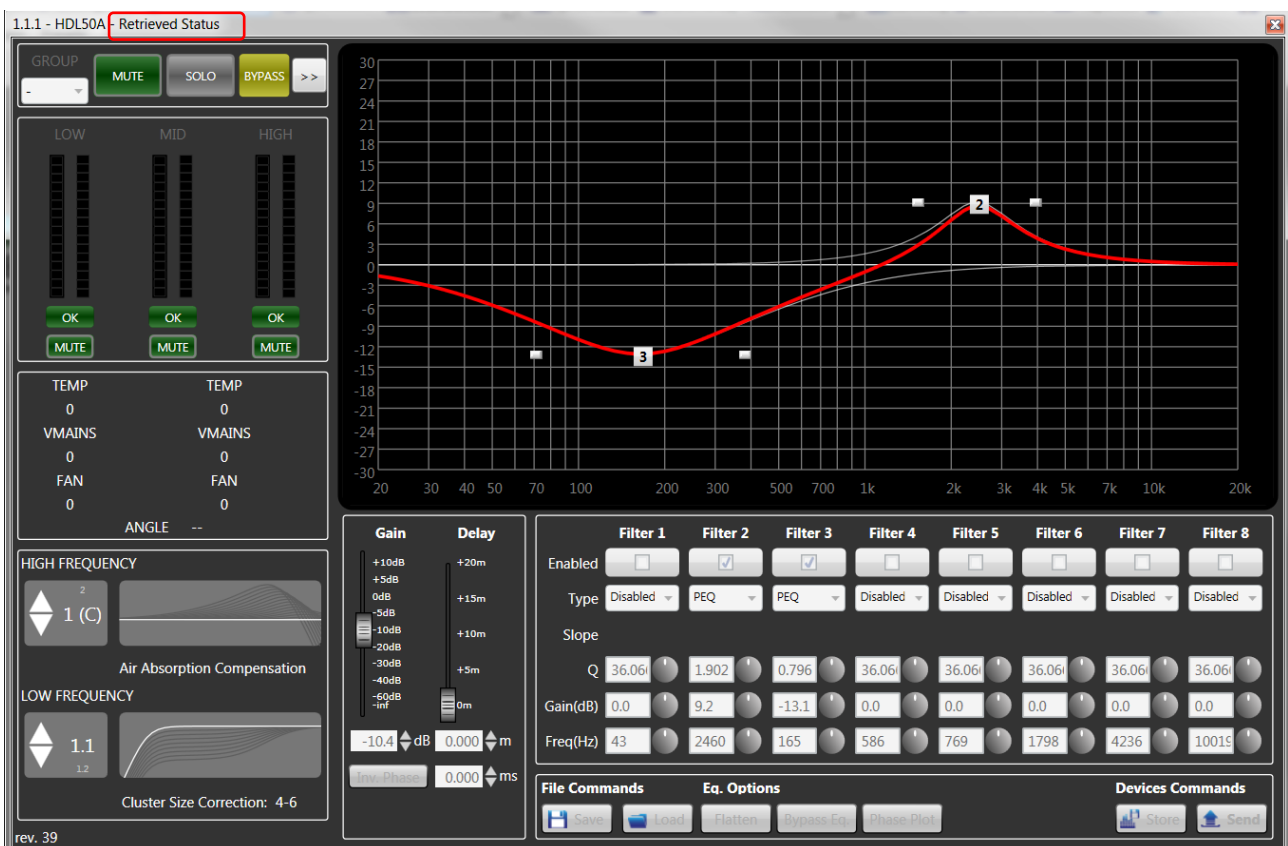 1.1.1 - HDL50A - Retrieved Status
GROUP
-
MUTE
SOLO
BYPASS
>>
LOW MID HIGH
OK OK OK
MUTE MUTE MUTE
TEMP TEMP
0 0
VMAINS VMAINS
0 0
FAN FAN
0 0
ANGLE --
HIGH FREQUENCY
2
1 (C)
Air Absorption Compensation
LOW FREQUENCY
1.1
1.2
Cluster Size Correction: 4-6
rev. 39
30
27
24
21
18
15
12
9
6
3
0
-3
-6
-9
-12
-15
-18
-21
-24
-27
-30
2
3
20 30 40 50 70 100 200 300 500 700 1k 2k 3k 4k 5k 7k 10k 20k
Gain Delay
+10dB
+5dB
0dB
-5dB
-10dB
-20dB
-30dB
-40dB
-60dB
-inf
+20m
+15m
+10m
+5m
0m
-10.4 dB 0.000 m
Inv. Phase 0.000 ms
Filter 1 Filter 2 Filter 3 Filter 4 Filter 5 Filter 6 Filter 7 Filter 8
Enabled
Type Disabled PEQ PEQ Disabled Disabled Disabled Disabled Disabled
Slope
Q 36.06 1.902 0.796 36.06 36.06 36.06 36.06 36.06
Gain(dB) 0.0 9.2 -13.1 0.0 0.0 0.0 0.0 0.0
Freq(Hz) 43 2460 165 586 769 1798 4236 10019
File Commands Eq. Options Devices Commands
Save Load Flatten Bypass Eq. Phase Plot Store Send